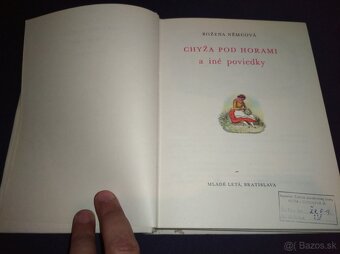 BOŽENA NĚMCOVÁ
CHYŽA POD HORAMI
a iné poviedky
MLADÉ LETÁ, BRATISLAVA
© Bazos.sk